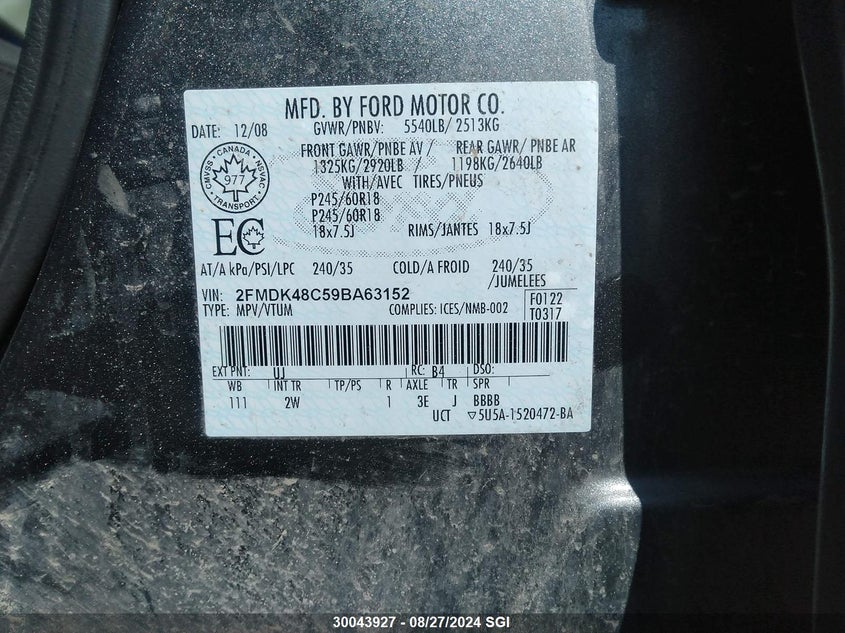 MFD. BY FORD MOTOR CO.
DATE: 12/08 GVWR/PNBV: 5540LB/ 2513KG
FRONT GAWR/PNBE AV / REAR GAWR/ PNBE AR
1325KG/2920LB / 1198KG/2640LB
WITH/AVEC TIRES/PNEUS
CANADA
CMVSS 977 NSVAC
TRANSPORT
P245/60R18
P245/60R18
18x7.5J RIMS/JANTES 18x7.5J
EC
AT/A kPa/PSI/LPC 240/35 COLD/A FROID 240/35
/JUMELEES
VIN: 2FMDK48C59BA63152
TYPE: MPV/VTUM COMPLIES: ICES/NMB-002
F0122
T0317
EXT PNT: UJ RC: B4 DSO:
WB INT TR TP/PS R AXLE TR SPR
111 2W 1 3E J BBBB
UCT ▽5U5A-1520472-BA
30043927 - 08/27/2024 SGI